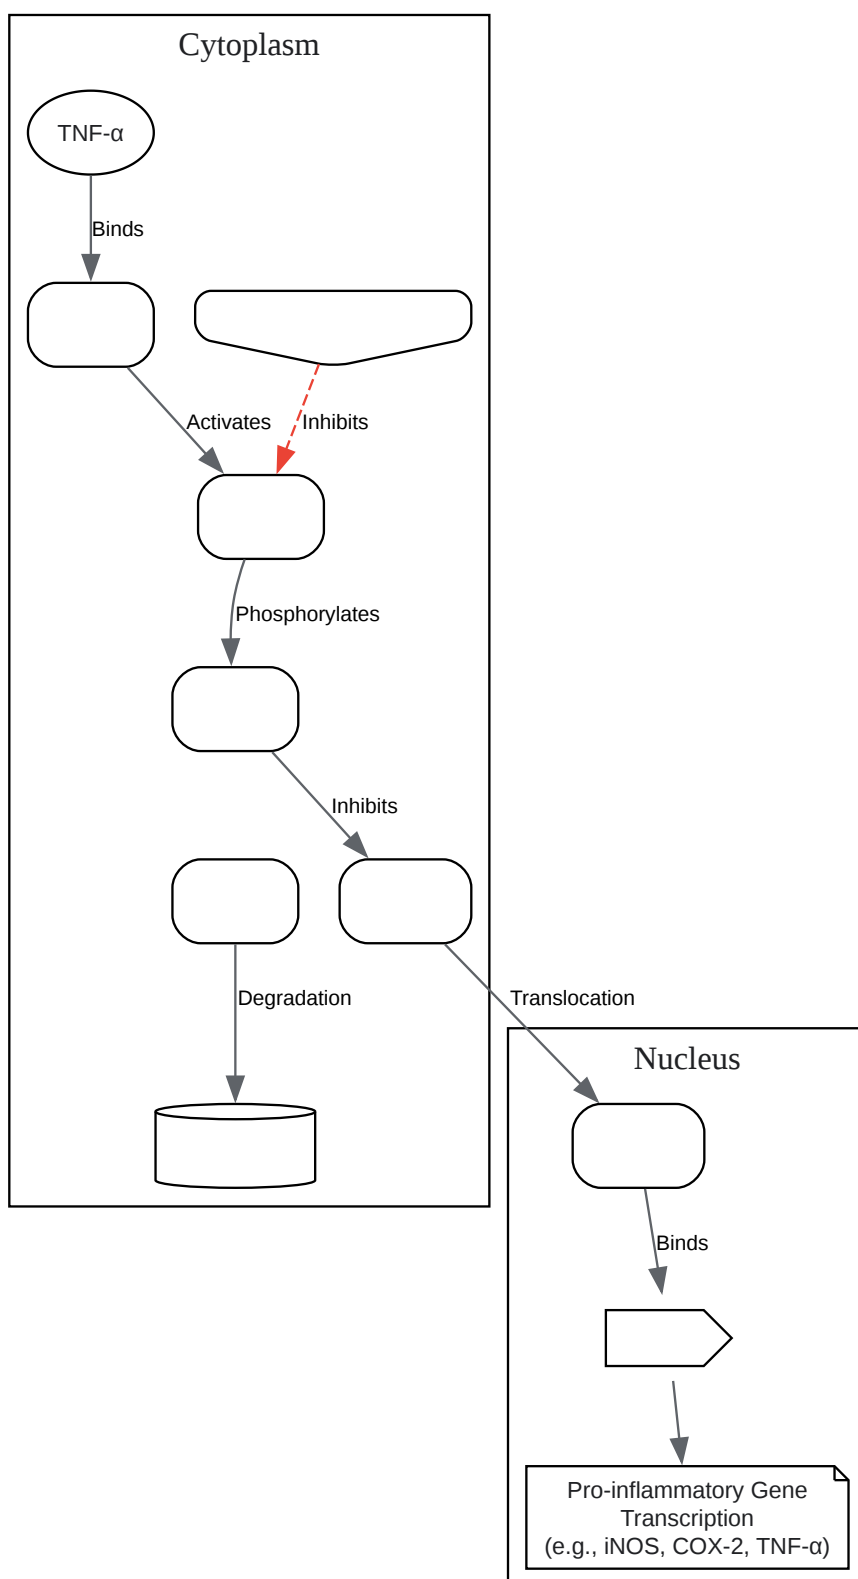 Cytoplasm
TNF-α
Binds
Activates
Inhibits
Phosphorylates
Inhibits
Degradation
Translocation
Nucleus
Binds
Pro-inflammatory Gene
Transcription
(e.g., iNOS, COX-2, TNF-α)